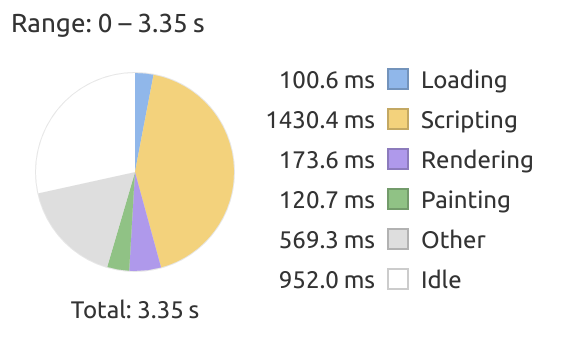 Range: 0 – 3.35 s
100.6 ms Loading
1430.4 ms Scripting
173.6 ms Rendering
120.7 ms Painting
569.3 ms Other
952.0 ms Idle
Total: 3.35 s